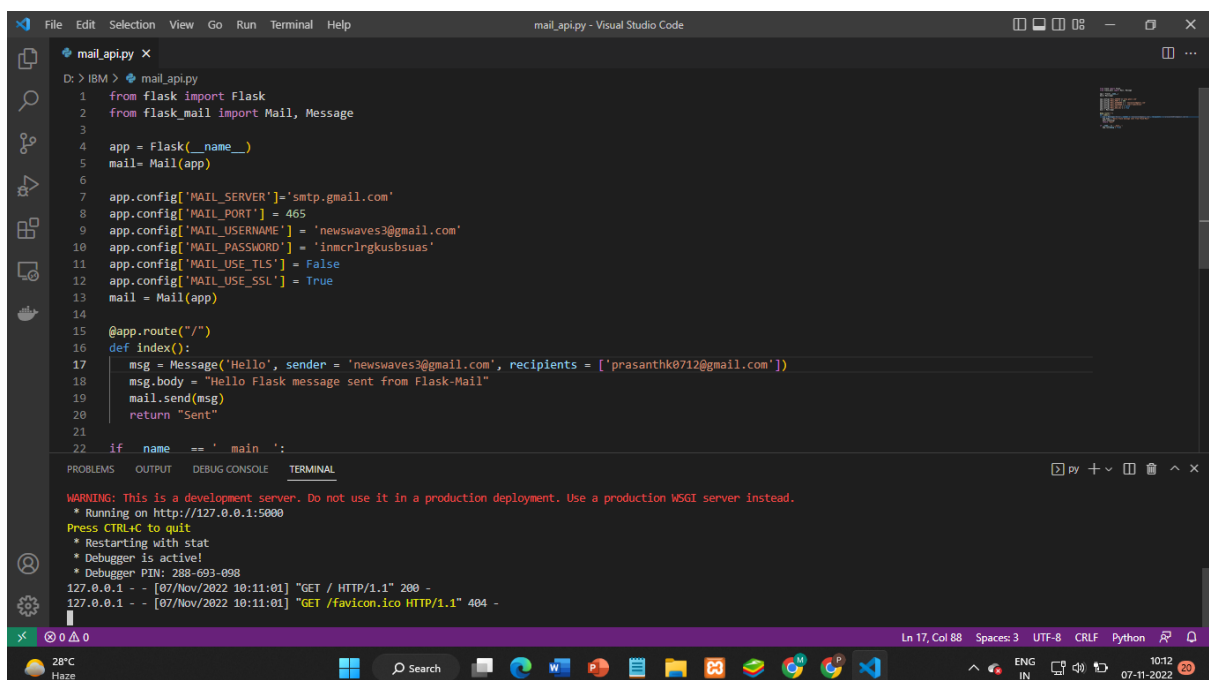 File Edit Selection View Go Run Terminal Help mail_api.py - Visual Studio Code
mail_api.py
D: > IBM > mail_api.py
1 from flask import Flask
2 from flask_mail import Mail, Message
3
4 app = Flask(__name__)
5 mail= Mail(app)
6
7 app.config['MAIL_SERVER']='smtp.gmail.com'
8 app.config['MAIL_PORT'] = 465
9 app.config['MAIL_USERNAME'] = 'newswaves3@gmail.com'
10 app.config['MAIL_PASSWORD'] = 'inmcrlrgkusbsuas'
11 app.config['MAIL_USE_TLS'] = False
12 app.config['MAIL_USE_SSL'] = True
13 mail = Mail(app)
14
15 @app.route("/")
16 def index():
17 msg = Message('Hello', sender = 'newswaves3@gmail.com', recipients = ['prasanthk0712@gmail.com'])
18 msg.body = "Hello Flask message sent from Flask-Mail"
19 mail.send(msg)
20 return "Sent"
21
22 if __name__ == '__main__':
PROBLEMS OUTPUT DEBUG CONSOLE TERMINAL py
WARNING: This is a development server. Do not use it in a production deployment. Use a production WSGI server instead.
* Running on http://127.0.0.1:5000
Press CTRL+C to quit
* Restarting with stat
* Debugger is active!
* Debugger PIN: 288-693-098
127.0.0.1 - - [07/Nov/2022 10:11:01] "GET / HTTP/1.1" 200 -
127.0.0.1 - - [07/Nov/2022 10:11:01] "GET /favicon.ico HTTP/1.1" 404 -
0 0 Ln 17, Col 88 Spaces: 3 UTF-8 CRLF Python
28°C
Haze
Search
ENG
IN
10:12
07-11-2022
20